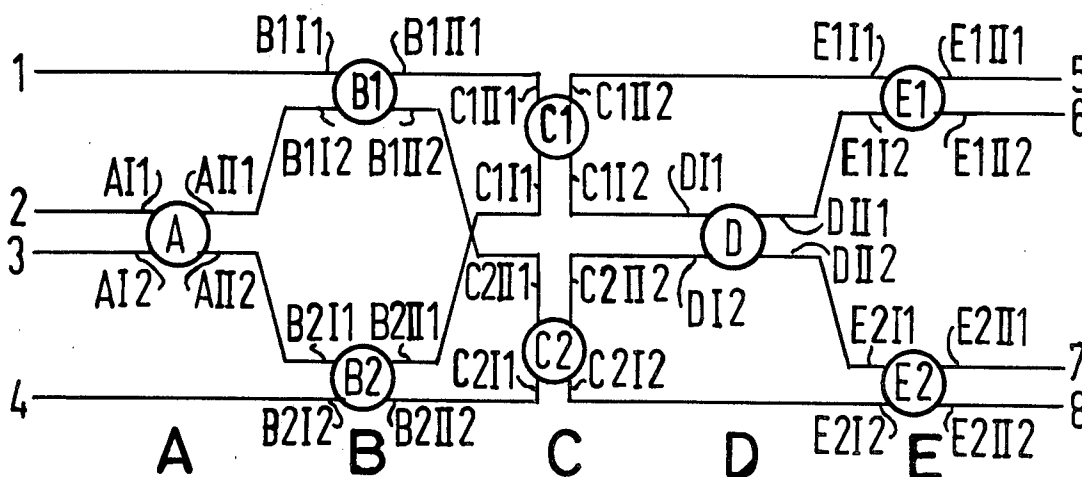 B1I1 B1II1 E1I1 E1II1
1 B1 C1II1 C1II2 E1 5
C1 6
B1I2 B1II2 E1I2 E1II2
AI1 AII1 C1I1 C1I2 DI1
2 A D DII1
3 DII2
AI2 AII2 C2II1 C2II2 DI2
B2I1 B2II1 E2I1 E2II1
B2 C2I1 C2 C2I2 E2 7
4 8
B2I2 B2II2 E2I2 E2II2
A B C D E